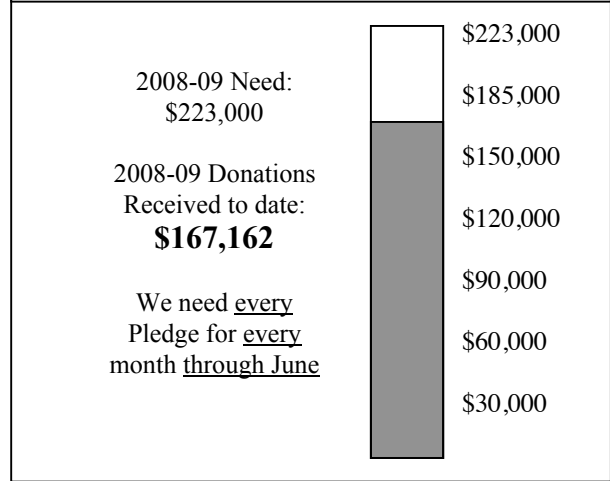 2008-09 Need:
$223,000
2008-09 Donations
Received to date:
$167,162
We need every
Pledge for every
month through June
$223,000
$185,000
$150,000
$120,000
$90,000
$60,000
$30,000